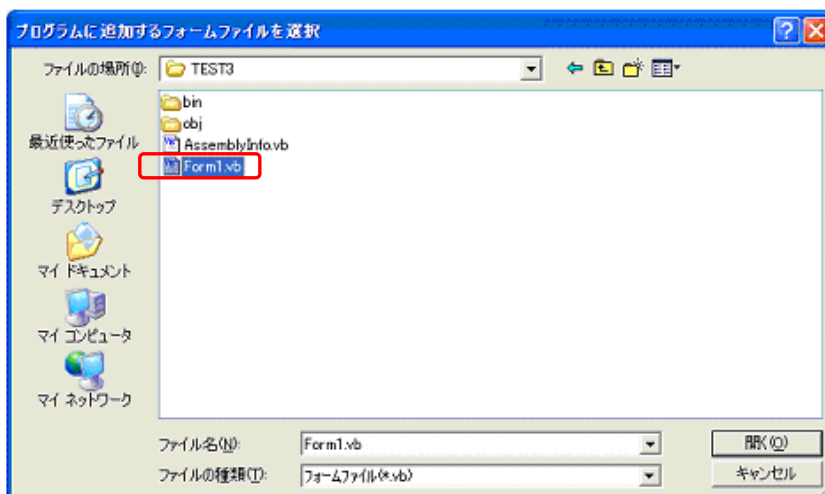 プログラムに追加するフォームファイルを選択
ファイルの場所(I):
TEST3
bin
obj
AssemblyInfo.vb
Form1.vb
最近使ったファイル
デスクトップ
マイ ドキュメント
マイ コンピュータ
マイ ネットワーク
ファイル名(N):
Form1.vb
開く(O)
ファイルの種類(T):
フォームファイル(*.vb)
キャンセル